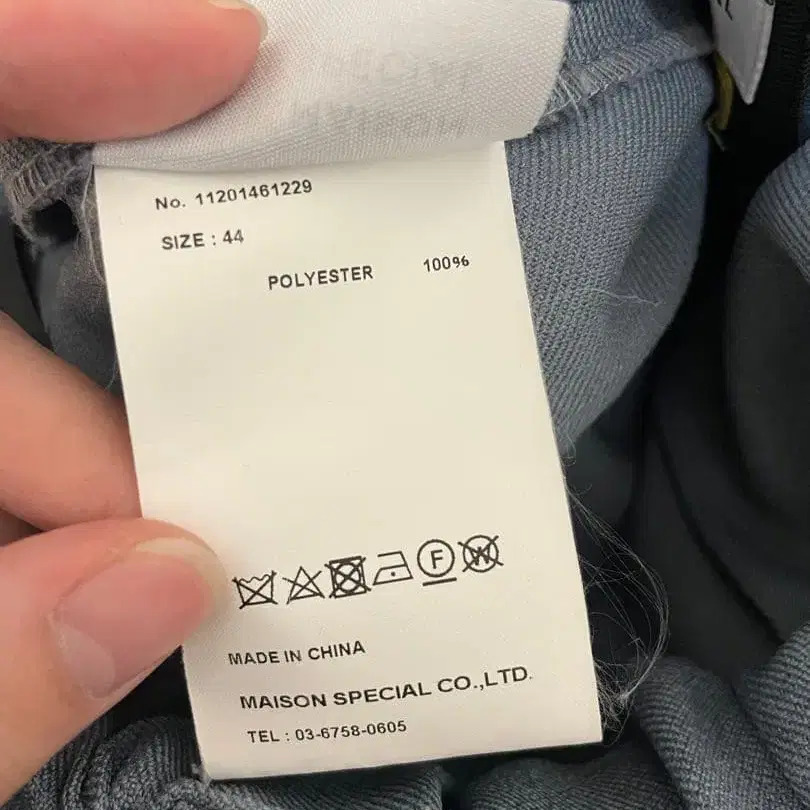 No. 11201461229
SIZE : 44
POLYESTER 100%
F W
MADE IN CHINA
MAISON SPECIAL CO.,LTD.
TEL : 03-6758-0605